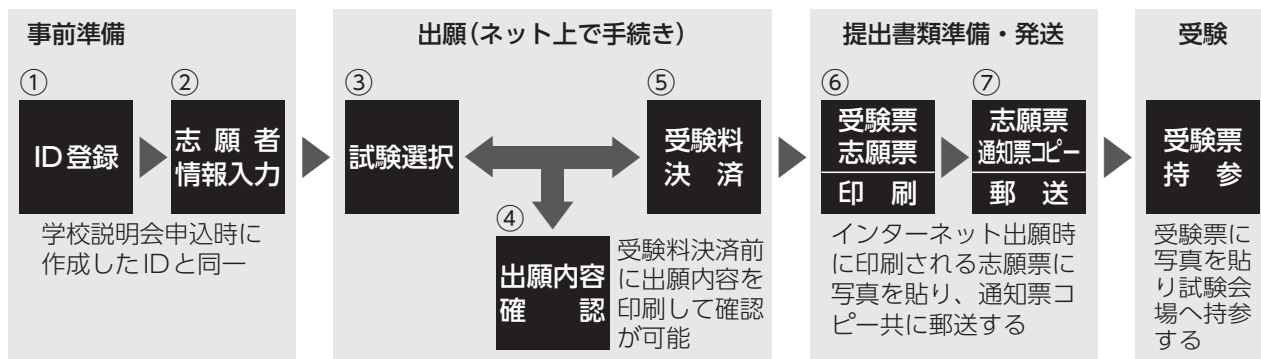 事前準備
①
ID登録
②
志願者
情報入力
学校説明会申込時に
作成したIDと同一
出願(ネット上で手続き)
③
試験選択
④
出願内容
確認
受験料決済前
に出願内容を
印刷して確認
が可能
⑤
受験料
決済
提出書類準備・発送
⑥
受験票
志願票
印刷
⑦
志願票
通知票コピー
郵送
インターネット出願時
に印刷される志願票に
写真を貼り、通知票コ
ピー共に郵送する
受験
受験票
持参
受験票に
写真を貼
り試験会
場へ持参
する